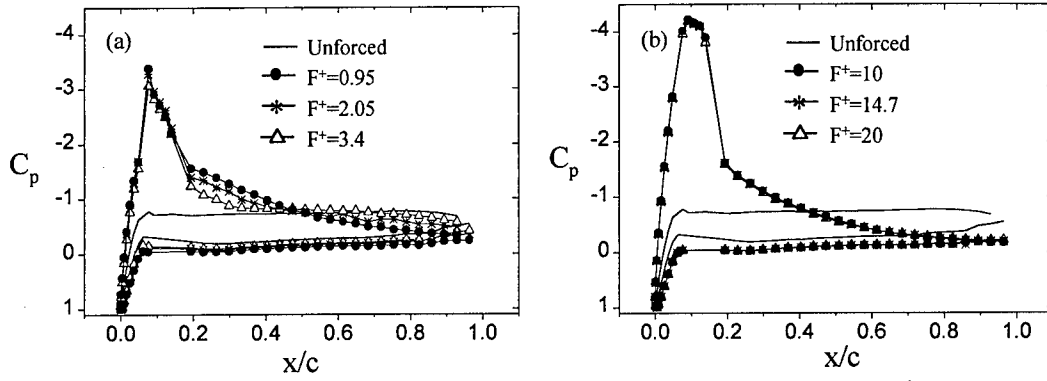 (a)
Unforced
F⁺=0.95
F⁺=2.05
F⁺=3.4
-4
-3
-2
-1
0
1
Cₚ
0.0 0.2 0.4 0.6 0.8 1.0
x/c
(b)
Unforced
F⁺=10
F⁺=14.7
F⁺=20
-4
-3
-2
-1
0
1
Cₚ
0.0 0.2 0.4 0.6 0.8 1.0
x/c